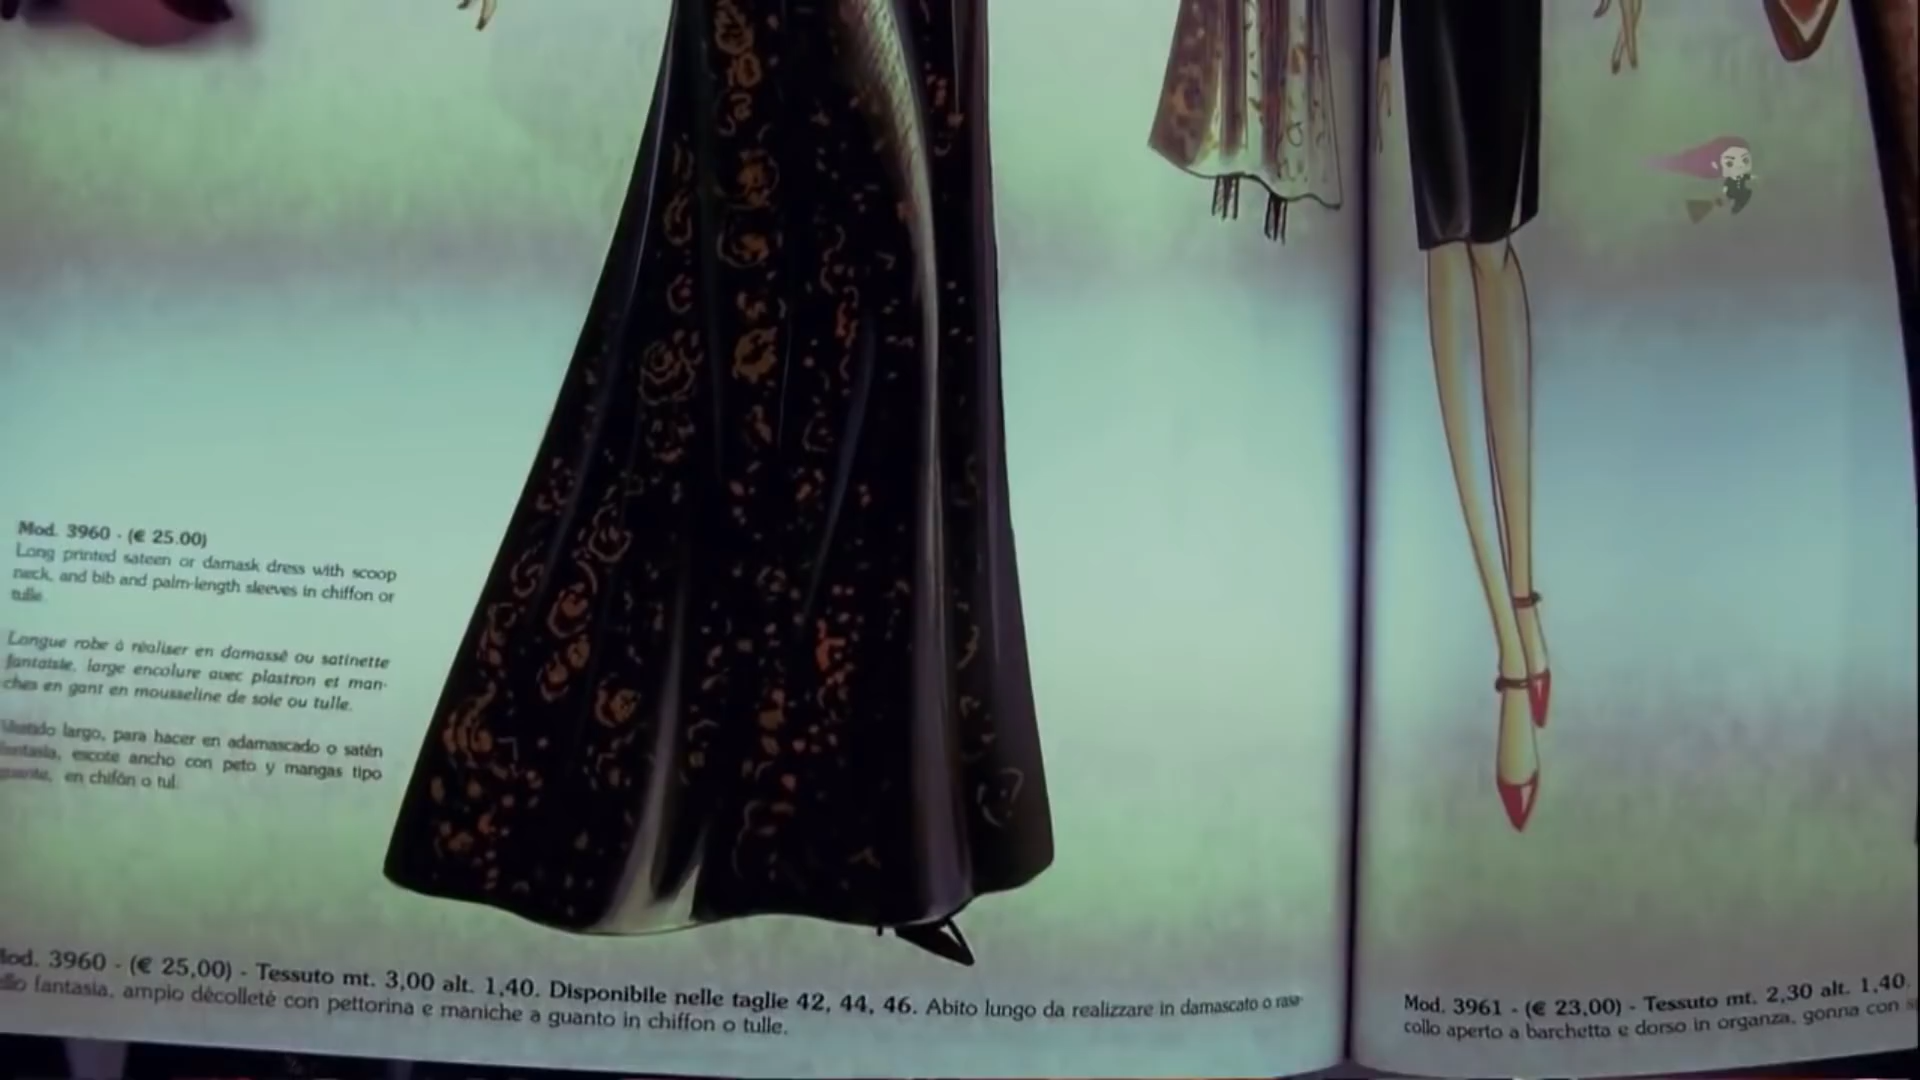 Mod. 3960 - (€ 25.00)
Long printed sateen or damask dress with scoop
neck, and bib and palm-length sleeves in chiffon or
tulle.
Longue robe à réaliser en damassé ou satinette
fantaisie, large encolure avec plastron et man-
ches en gant en mousseline de soie ou tulle.
largo, para hacer en adamascado o satén
fantasía, escote ancho con peto y mangas tipo
guante, en chifón o tul.
Mod. 3960 - (€ 25,00) - Tessuto mt. 3,00 alt. 1,40. Disponibile nelle taglie 42, 44, 46. Abito lungo da realizzare in damascato o rase-
fantasia, ampio décolleté con pettorina e maniche a guanto in chiffon o tulle.
Mod. 3961 - (€ 23,00) - Tessuto mt. 2,30 alt. 1,40.
collo aperto a barchetta e dorso in organza, gonna con